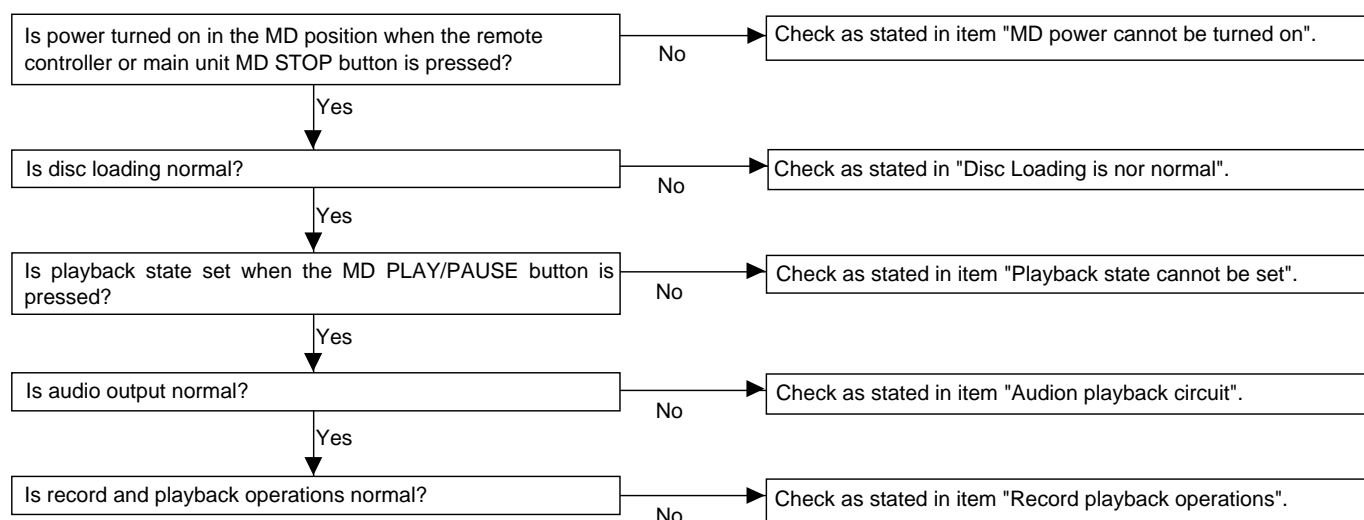 Is power turned on in the MD position when the remote
controller or main unit MD STOP button is pressed?
No
Check as stated in item "MD power cannot be turned on".
Yes
Is disc loading normal?
No
Check as stated in "Disc Loading is nor normal".
Yes
Is playback state set when the MD PLAY/PAUSE button is
pressed?
No
Check as stated in item "Playback state cannot be set".
Yes
Is audio output normal?
No
Check as stated in item "Audion playback circuit".
Yes
Is record and playback operations normal?
No
Check as stated in item "Record playback operations".